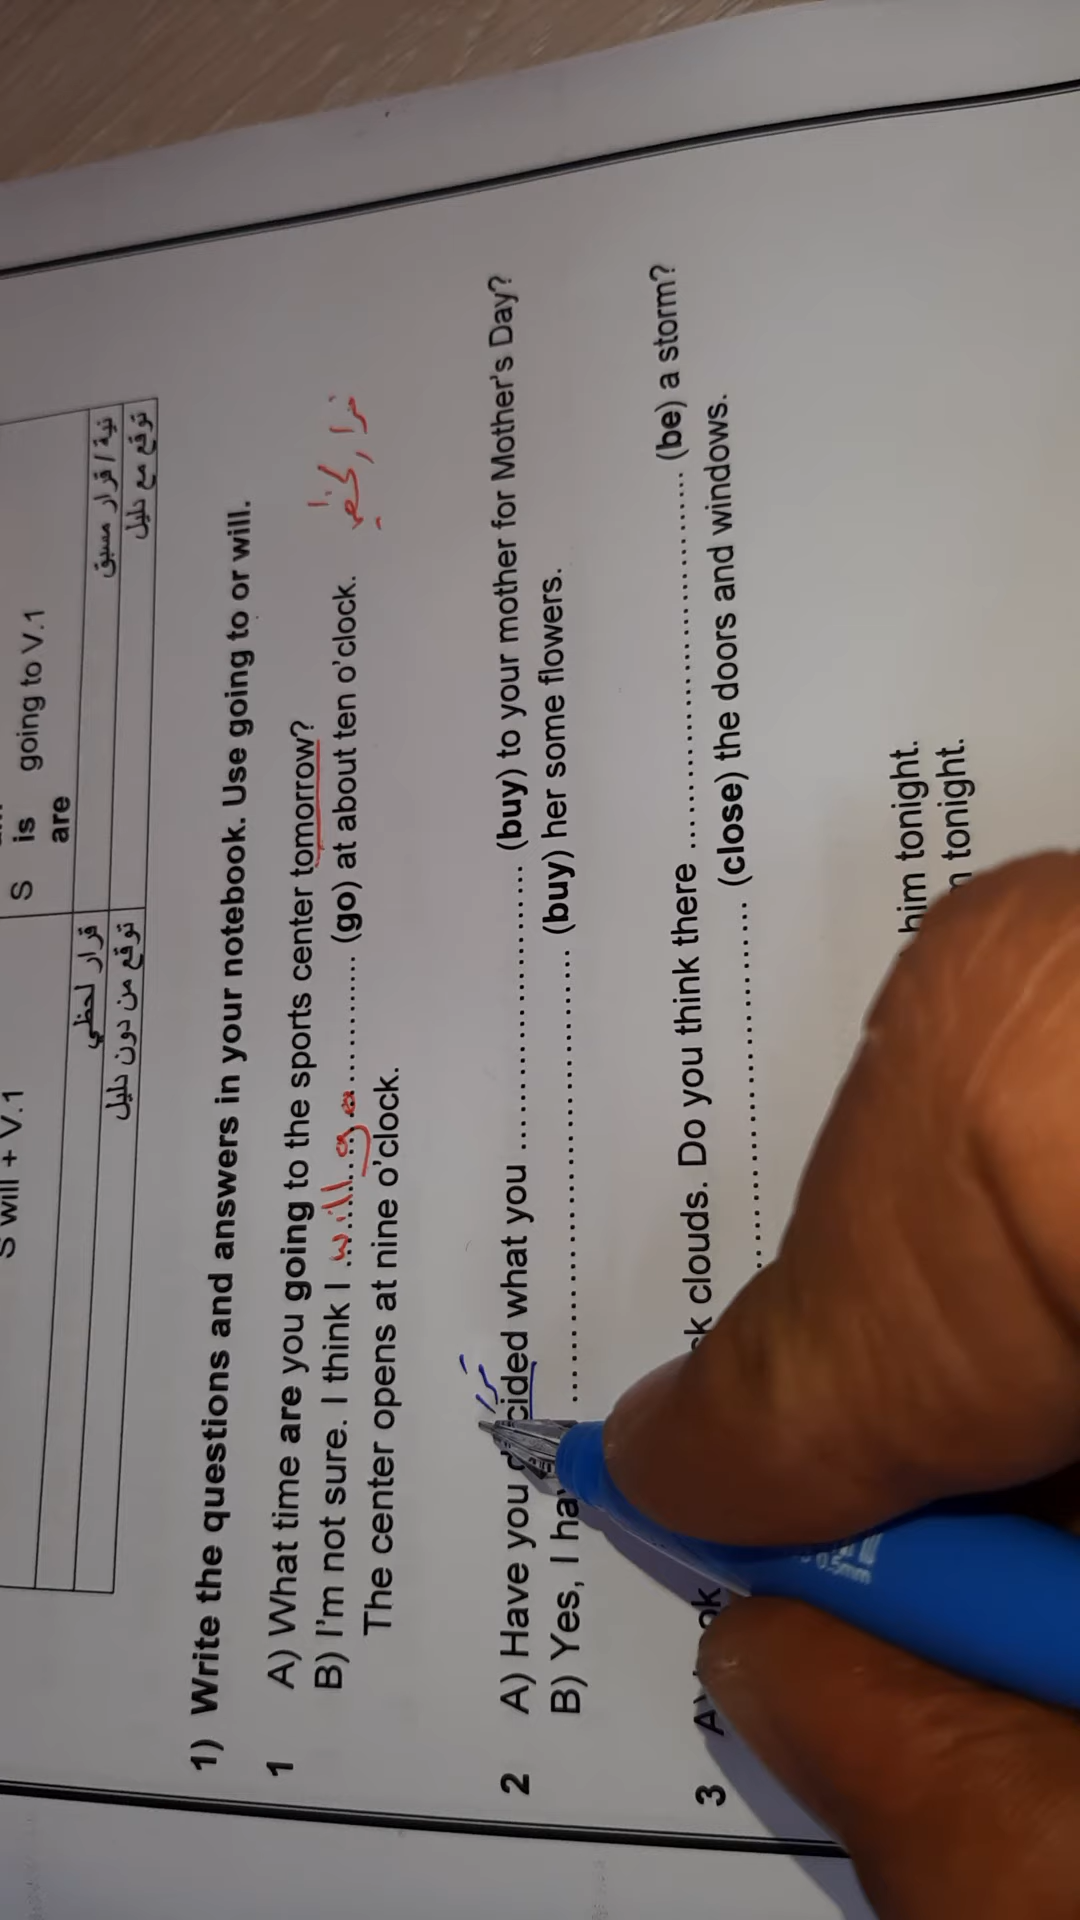 S will + V.1
S is going to V.1
are
قرار لحظي
نية / قرار مسبق
توقع من دون دليل
توقع مع دليل
1) Write the questions and answers in your notebook. Use going to or will.
1 A) What time are you going to the sports center tomorrow?
B) I'm not sure. I think I will go (go) at about ten o'clock.
The center opens at nine o'clock.
2 A) Have you decided what you .................... (buy) to your mother for Mother's Day?
B) Yes, I .................... (buy) her some flowers.
3 clouds. Do you think there .................... (be) a storm?
.................... (close) the doors and windows.
him tonight.
tonight.
0.5mm